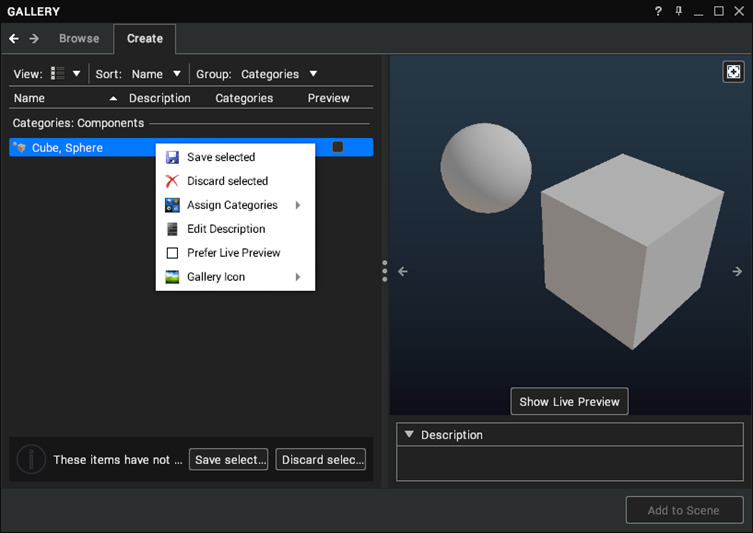 GALLERY
?
Browse
Create
View: Sort: Name Group: Categories
Name Description Categories Preview
Categories: Components
Cube, Sphere
Save selected
Discard selected
Assign Categories
Edit Description
Prefer Live Preview
Gallery Icon
Show Live Preview
Description
These items have not ...
Save select...
Discard selec...
Add to Scene